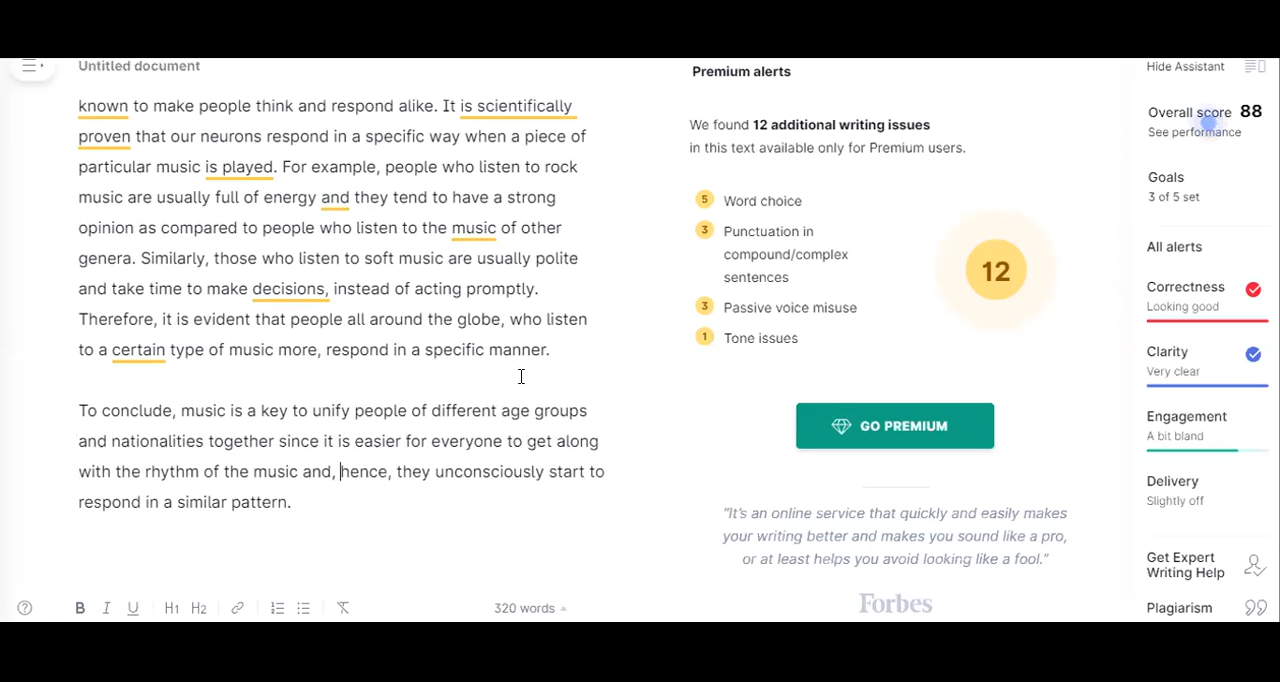 Untitled document
known to make people think and respond alike. It is scientifically
proven that our neurons respond in a specific way when a piece of
particular music is played. For example, people who listen to rock
music are usually full of energy and they tend to have a strong
opinion as compared to people who listen to the music of other
genera. Similarly, those who listen to soft music are usually polite
and take time to make decisions, instead of acting promptly.
Therefore, it is evident that people all around the globe, who listen
to a certain type of music more, respond in a specific manner.
To conclude, music is a key to unify people of different age groups
and nationalities together since it is easier for everyone to get along
with the rhythm of the music and, hence, they unconsciously start to
respond in a similar pattern.
B I U H1 H2
320 words
Premium alerts
We found 12 additional writing issues
in this text available only for Premium users.
5 Word choice
3 Punctuation in
compound/complex
sentences
3 Passive voice misuse
1 Tone issues
12
GO PREMIUM
"It's an online service that quickly and easily makes
your writing better and makes you sound like a pro,
or at least helps you avoid looking like a fool."
Forbes
Hide Assistant
Overall score 88
See performance
Goals
3 of 5 set
All alerts
Correctness
Looking good
Clarity
Very clear
Engagement
A bit bland
Delivery
Slightly off
Get Expert
Writing Help
Plagiarism